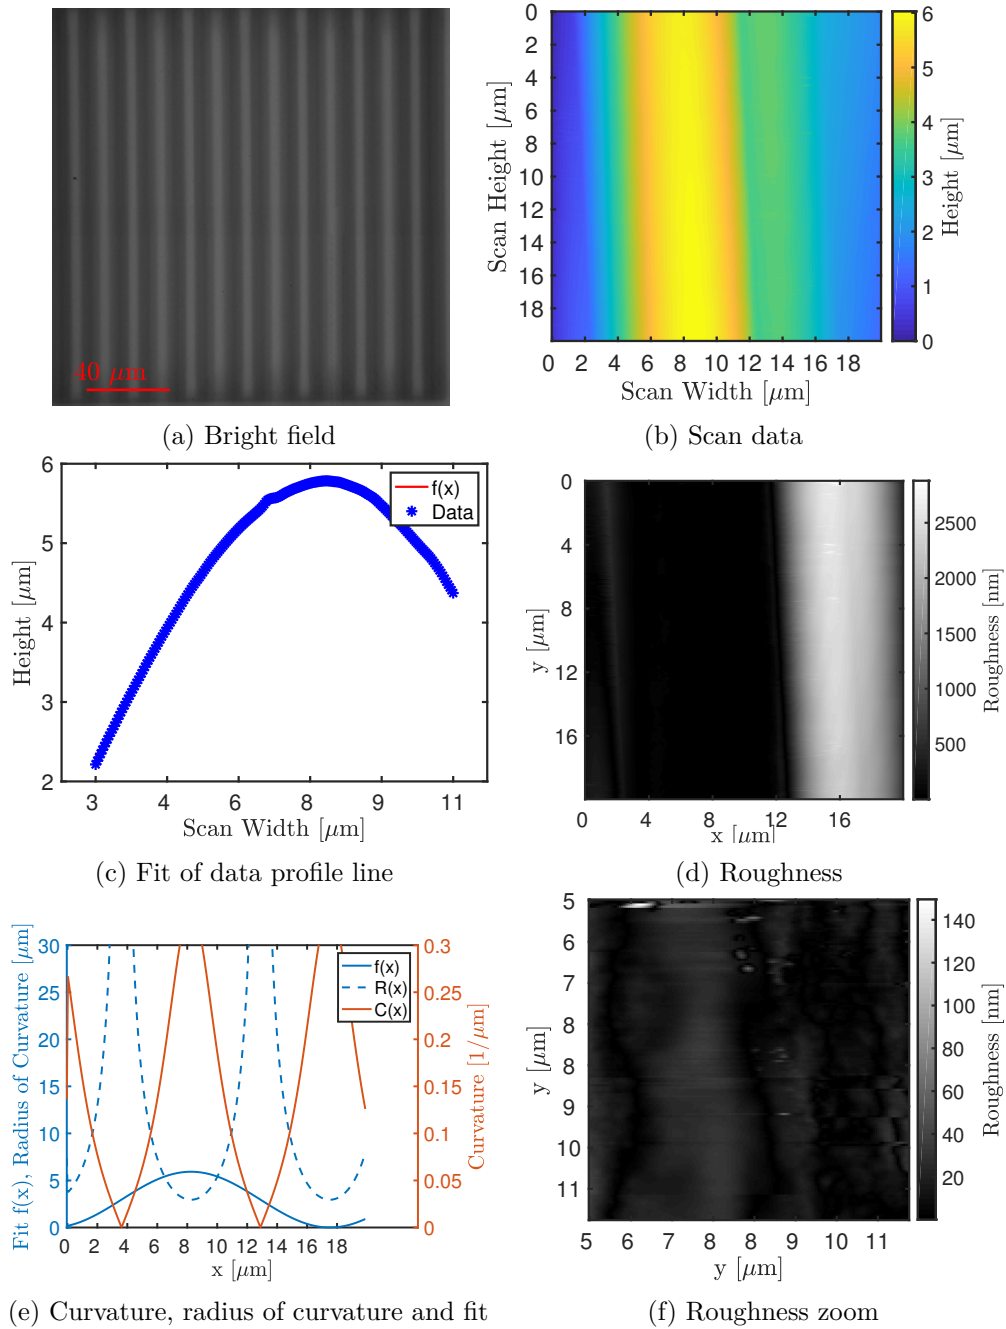 40 μm
(a) Bright field
0
2
4
6
8
10
12
14
16
18
Scan Height [μm]
0 2 4 6 8 10 12 14 16 18
Scan Width [μm]
6
5
4
3
2
1
0
Height [μm]
(b) Scan data
6
5
4
3
2
Height [μm]
f(x)
Data
3 4 6 8 9 11
Scan Width [μm]
(c) Fit of data profile line
0
4
8
12
16
y [μm]
0 4 8 12 16
x [μm]
2500
2000
1500
1000
500
Roughness [nm]
(d) Roughness
30
25
20
15
10
5
0
Fit f(x), Radius of Curvature [μm]
f(x)
R(x)
C(x)
0.3
0.25
0.2
0.15
0.1
0.05
0
Curvature [1/μm]
0 2 4 6 8 10 12 14 16 18
x [μm]
(e) Curvature, radius of curvature and fit
5
6
7
8
9
10
11
y [μm]
5 6 7 8 9 10 11
y [μm]
140
120
100
80
60
40
20
Roughness [nm]
(f) Roughness zoom